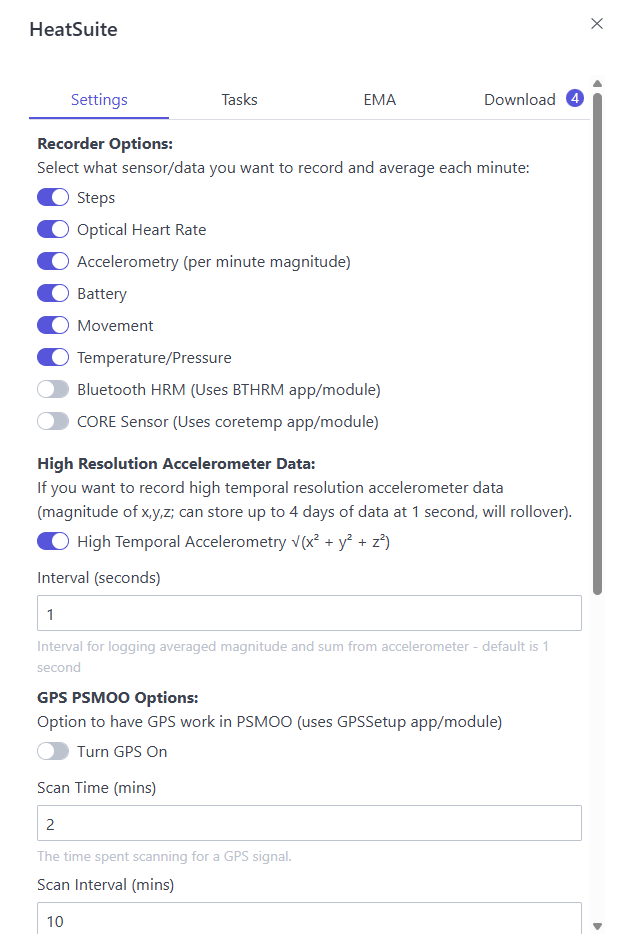 HeatSuite
Settings
Tasks
EMA
Download 4
Recorder Options:
Select what sensor/data you want to record and average each minute:
Steps
Optical Heart Rate
Accelerometry (per minute magnitude)
Battery
Movement
Temperature/Pressure
Bluetooth HRM (Uses BTHRM app/module)
CORE Sensor (Uses coretemp app/module)
High Resolution Accelerometer Data:
If you want to record high temporal resolution accelerometer data
(magnitude of x,y,z; can store up to 4 days of data at 1 second, will rollover).
High Temporal Accelerometry √(x² + y² + z²)
Interval (seconds)
1
Interval for logging averaged magnitude and sum from accelerometer - default is 1
second
GPS PSMOO Options:
Option to have GPS work in PSMOO (uses GPSSetup app/module)
Turn GPS On
Scan Time (mins)
2
The time spent scanning for a GPS signal.
Scan Interval (mins)
10